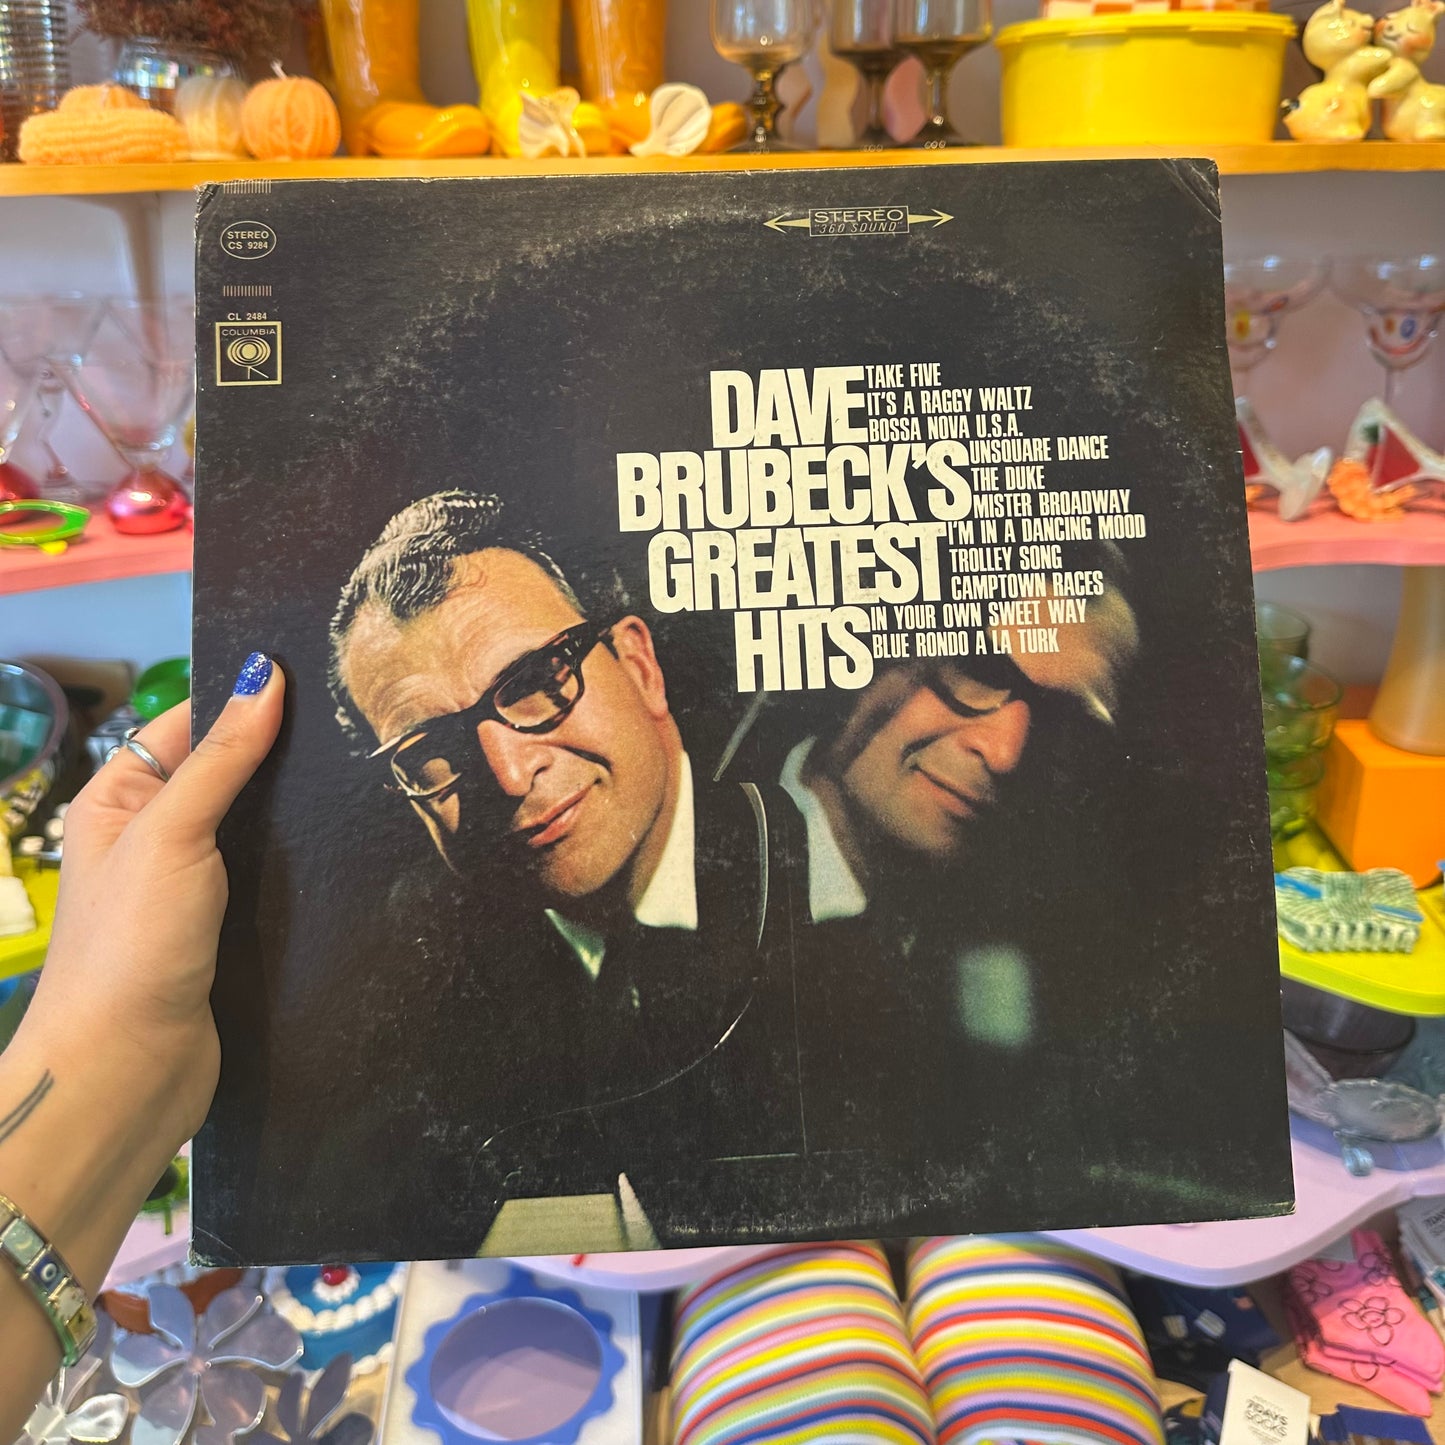 STEREO
CS 9284
STEREO
"360 SOUND"
CL 2484
COLUMBIA
DAVE
BRUBECK'S
GREATEST
HITS
TAKE FIVE
IT'S A RAGGY WALTZ
BOSSA NOVA U.S.A.
UNSQUARE DANCE
THE DUKE
MISTER BROADWAY
I'M IN A DANCING MOOD
TROLLEY SONG
CAMPTOWN RACES
IN YOUR OWN SWEET WAY
BLUE RONDO A LA TURK
7DAYS
SOCKS